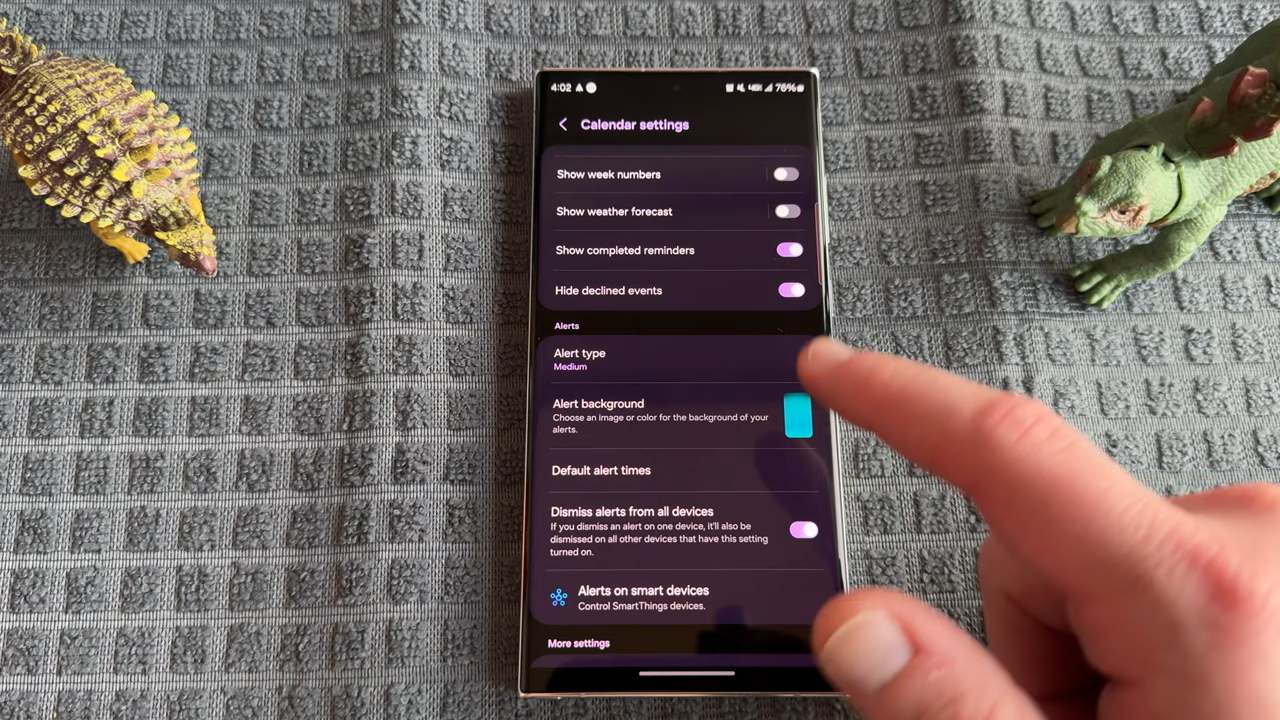 4:02 76%
Calendar settings
Show week numbers
Show weather forecast
Show completed reminders
Hide declined events
Alerts
Alert type
Medium
Alert background
Choose an image or color for the background of your
alerts.
Default alert times
Dismiss alerts from all devices
If you dismiss an alert on one device, it'll also be
dismissed on all other devices that have this setting
turned on.
Alerts on smart devices
Control SmartThings devices.
More settings